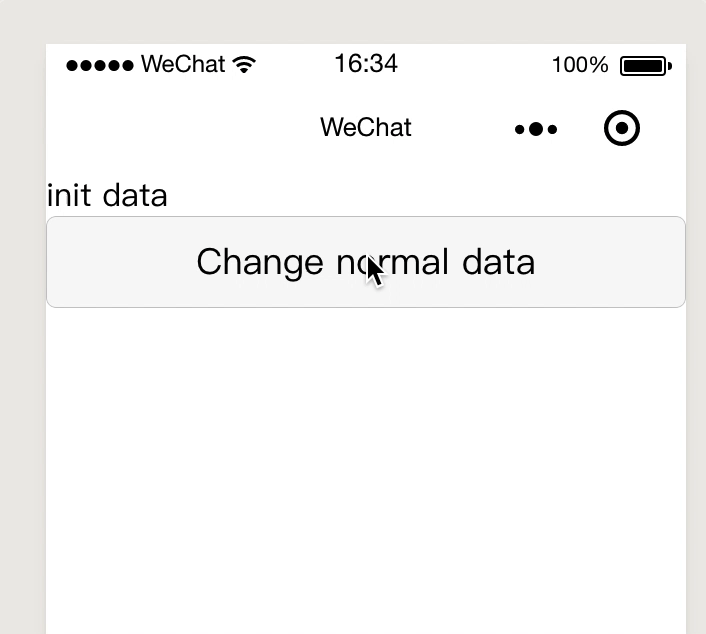 WeChat 16:34 100%
WeChat
init data
Change normal data